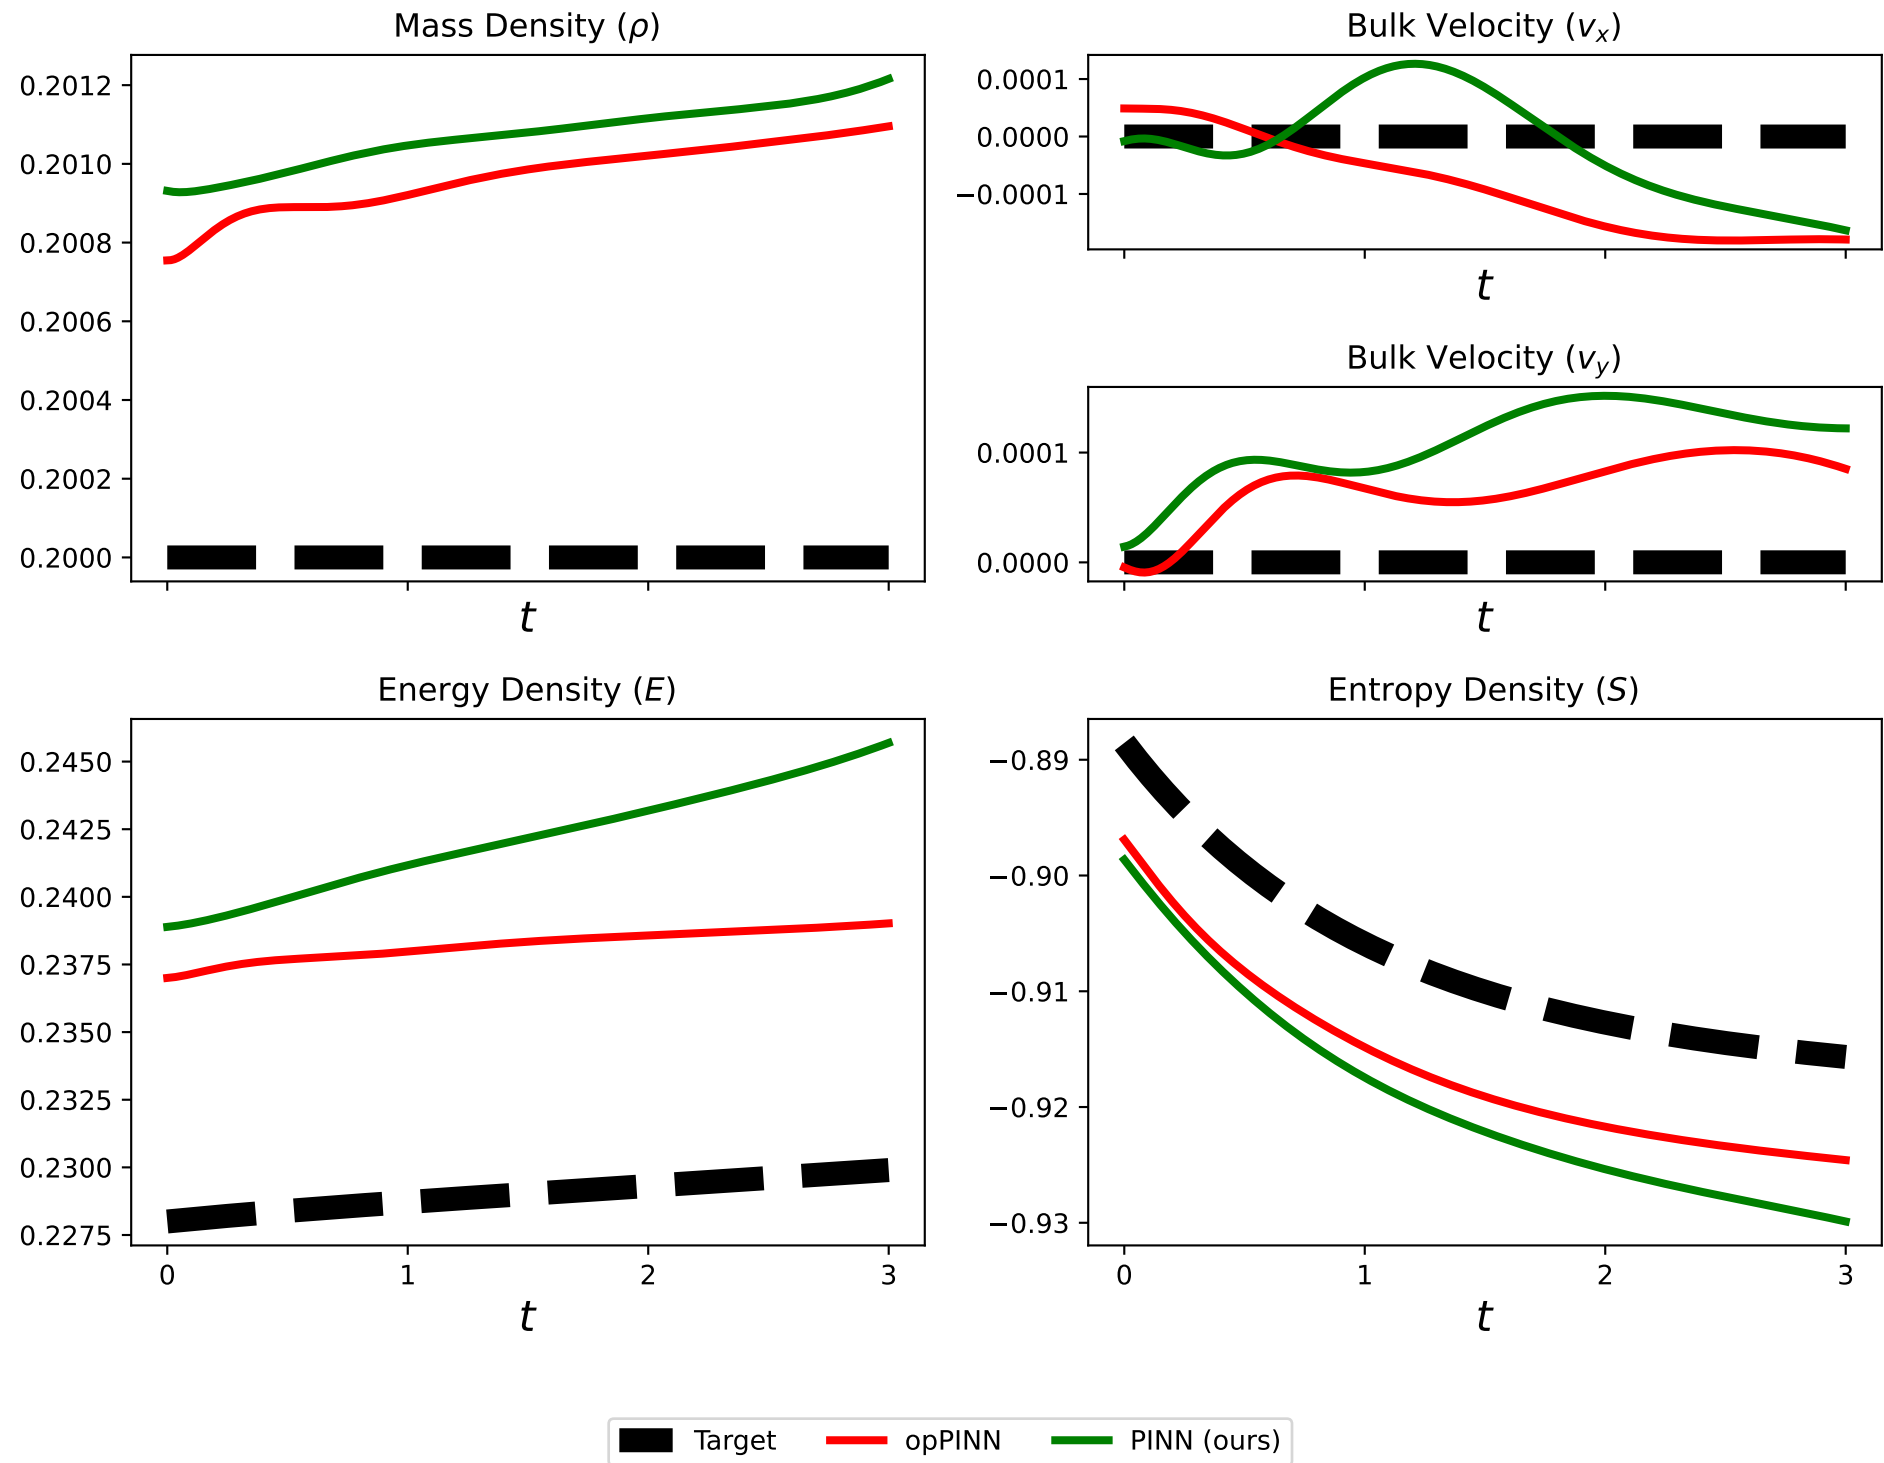 Mass Density (ρ)
0.2012
0.2010
0.2008
0.2006
0.2004
0.2002
0.2000
t
Bulk Velocity (vₓ)
0.0001
0.0000
−0.0001
t
Bulk Velocity (v_y)
0.0001
0.0000
t
Energy Density (E)
0.2450
0.2425
0.2400
0.2375
0.2350
0.2325
0.2300
0.2275
0 1 2 3
t
Entropy Density (S)
−0.89
−0.90
−0.91
−0.92
−0.93
0 1 2 3
t
Target opPINN PINN (ours)